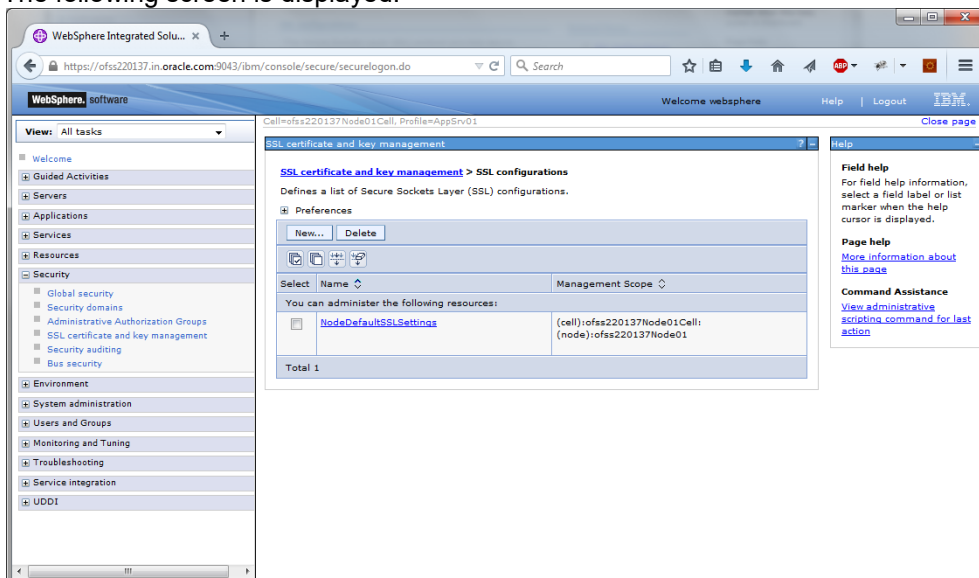 The following screen is displayed:
WebSphere Integrated Solu... × +
https://ofss220137.in.oracle.com:9043/ibm/console/secure/securelogon.do
Search
ABP
WebSphere. software
Welcome websphere
Help | Logout
IBM.
View: All tasks
Welcome
Guided Activities
Servers
Applications
Services
Resources
Security
Global security
Security domains
Administrative Authorization Groups
SSL certificate and key management
Security auditing
Bus security
Environment
System administration
Users and Groups
Monitoring and Tuning
Troubleshooting
Service integration
UDDI
Cell=ofss220137Node01Cell, Profile=AppSrv01
Close page
SSL certificate and key management ? -
SSL certificate and key management > SSL configurations
Defines a list of Secure Sockets Layer (SSL) configurations.
Preferences
New... Delete
Select Name Management Scope
You can administer the following resources:
NodeDefaultSSLSettings
(cell):ofss220137Node01Cell:
(node):ofss220137Node01
Total 1
Help -
Field help
For field help information,
select a field label or list
marker when the help
cursor is displayed.
Page help
More information about
this page
Command Assistance
View administrative
scripting command for last
action